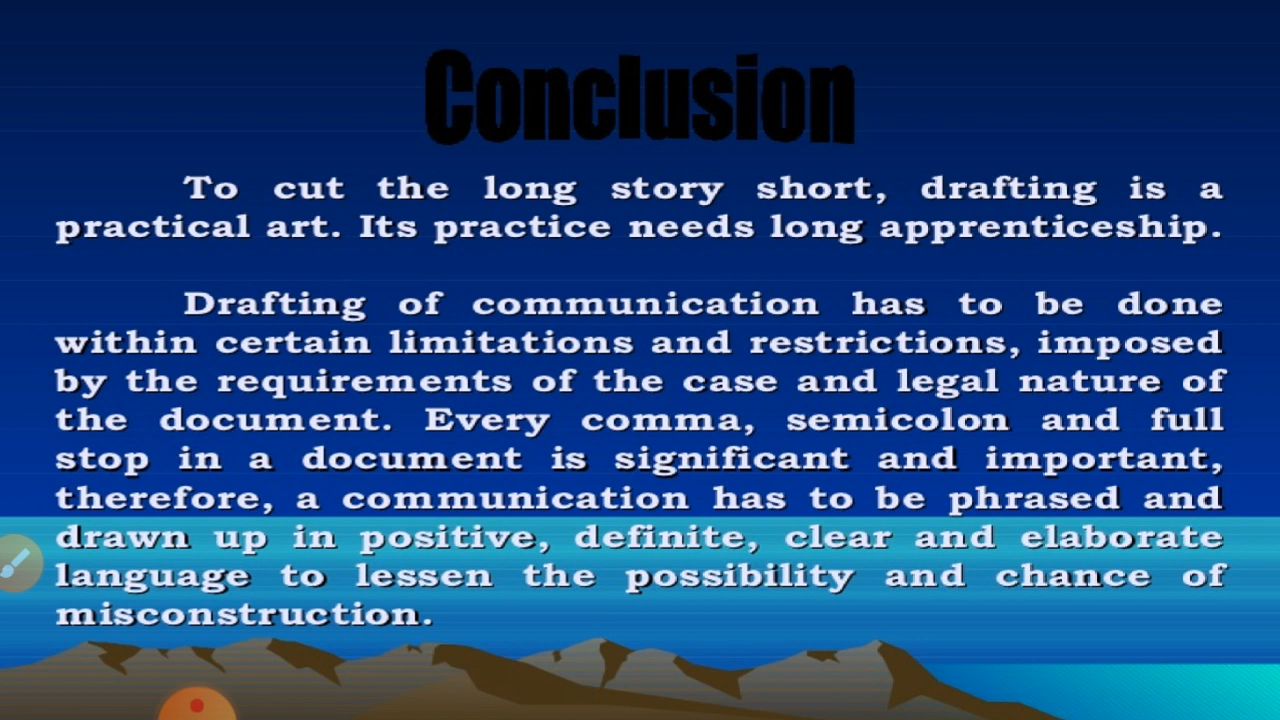 Conclusion
To cut the long story short, drafting is a
practical art. Its practice needs long apprenticeship.
Drafting of communication has to be done
within certain limitations and restrictions, imposed
by the requirements of the case and legal nature of
the document. Every comma, semicolon and full
stop in a document is significant and important,
therefore, a communication has to be phrased and
drawn up in positive, definite, clear and elaborate
language to lessen the possibility and chance of
misconstruction.